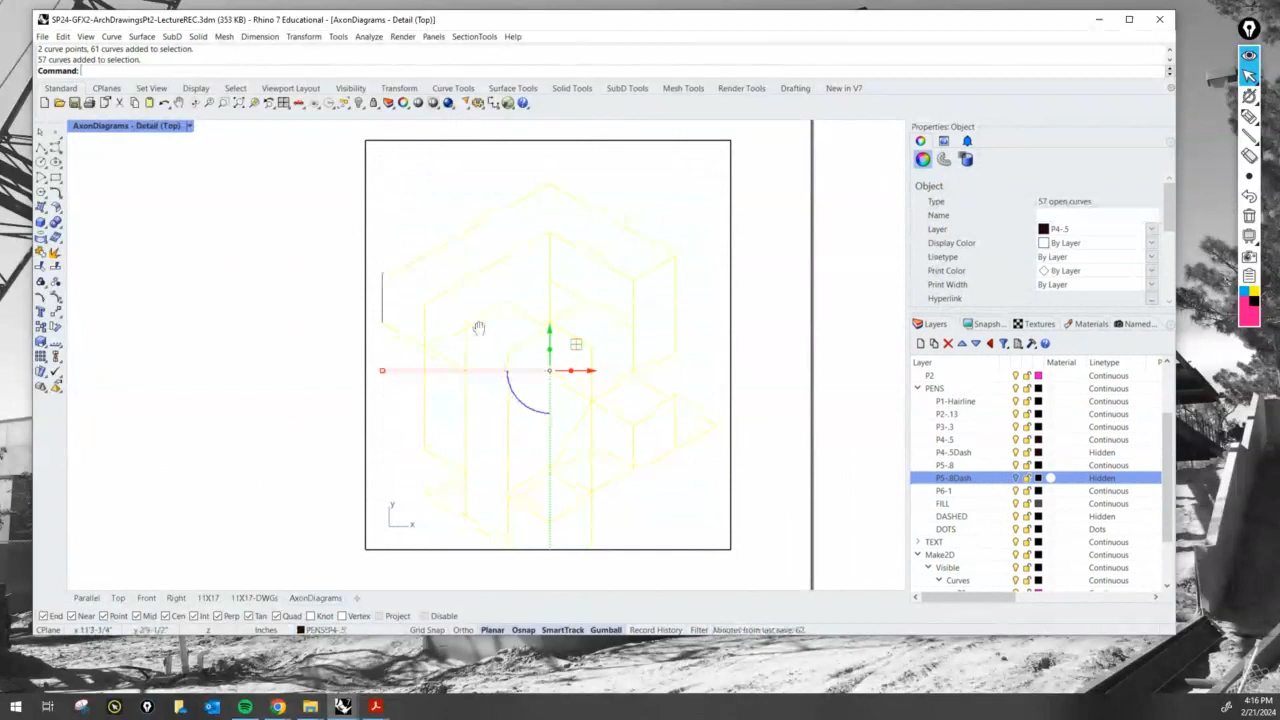 SP24-GFX2-ArchDrawingsPt2-LectureREC.3dm (353 KB) - Rhino 7 Educational - [AxonDiagrams - Detail (Top)]
File Edit View Curve Surface SubD Solid Mesh Dimension Transform Tools Analyze Render Panels SectionTools Help
2 curve points, 61 curves added to selection.
57 curves added to selection.
Command:
Standard CPlanes Set View Display Select Viewport Layout Visibility Transform Curve Tools Surface Tools Solid Tools SubD Tools Mesh Tools Render Tools Drafting New in V7
AxonDiagrams - Detail (Top)
Properties: Object
Object
Type 57 open curves
Name
Layer P4-.5
Display Color By Layer
Linetype By Layer
Print Color By Layer
Print Width By Layer
Hyperlink ...
Layers Snapsh... Textures Materials Named...
Layer Material Linetype P
P2 Continuous
PENS Continuous
P1-Hairline Continuous
P2-.13 Continuous
P3-.3 Continuous
P4-.5 Continuous
P4-.5Dash Hidden
P5-.8 Continuous
P5-.8Dash Hidden
P6-1 Continuous
FILL Continuous
DASHED Hidden
DOTS Dots
TEXT Continuous
Make2D Continuous
Visible Continuous
Curves Continuous
y
x
Parallel Top Front Right 11X17 11X17-DWGs AxonDiagrams
End Near Point Mid Cen Int Perp Tan Quad Knot Vertex Project Disable
CPlane x 11'3-1/4" y 2'9-1/2" z Inches Grid Snap Ortho Planar Osnap SmartTrack Gumball Record History Filter
4:16 PM
2/21/2024